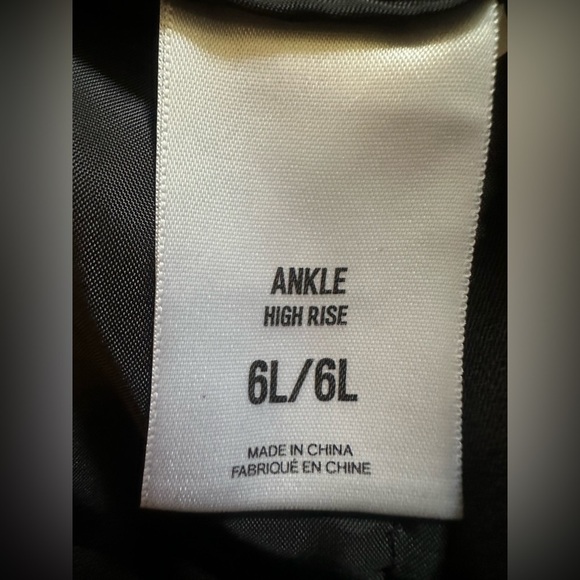 ANKLE
HIGH RISE
6L/6L
MADE IN CHINA
FABRIQUÉ EN CHINE